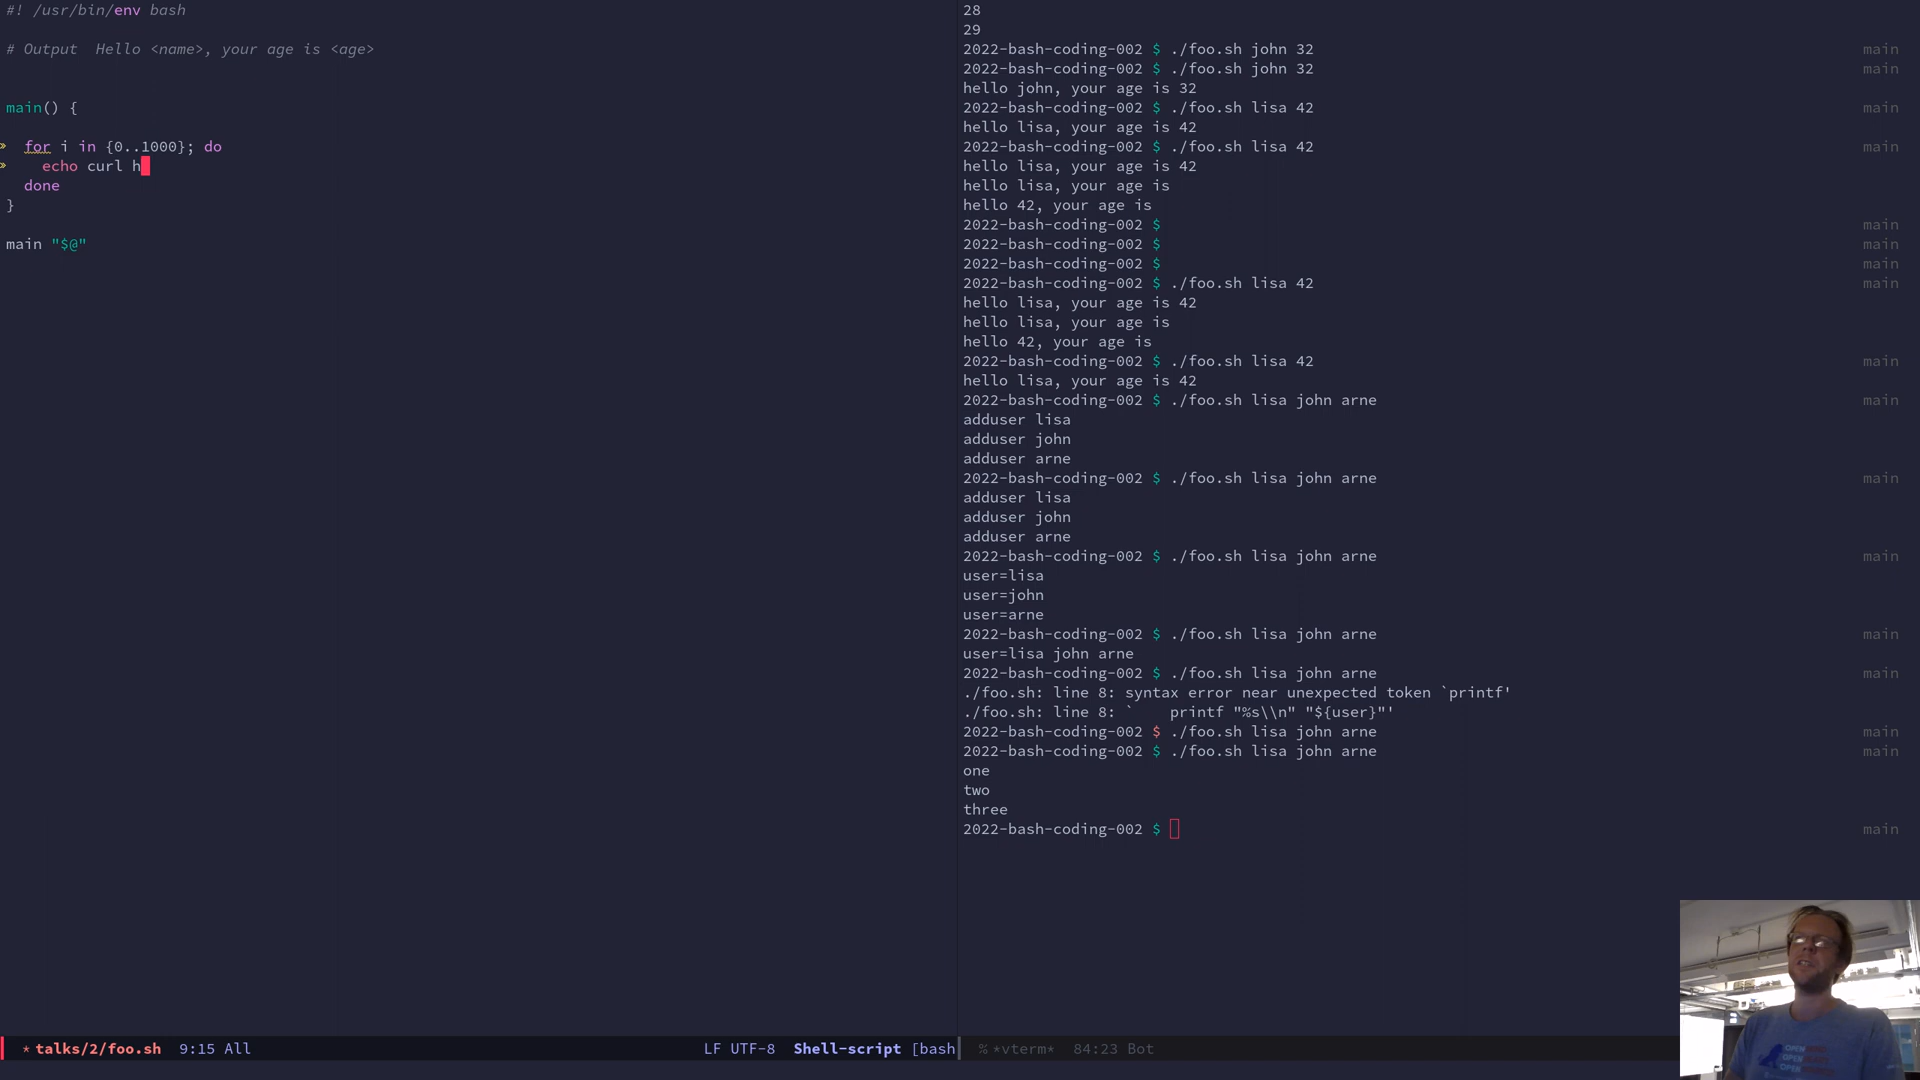 #! /usr/bin/env bash
# Output  Hello <name>, your age is <age>
main() {
» for i in {0..1000}; do
» echo curl h
done
}
main "$@"
* talks/2/foo.sh  9:15 All
LF UTF-8  Shell-script [bash
28
29
2022-bash-coding-002 $ ./foo.sh john 32 main
2022-bash-coding-002 $ ./foo.sh john 32 main
hello john, your age is 32
2022-bash-coding-002 $ ./foo.sh lisa 42 main
hello lisa, your age is 42
2022-bash-coding-002 $ ./foo.sh lisa 42 main
hello lisa, your age is 42
hello lisa, your age is
hello 42, your age is
2022-bash-coding-002 $ main
2022-bash-coding-002 $ main
2022-bash-coding-002 $ main
2022-bash-coding-002 $ ./foo.sh lisa 42 main
hello lisa, your age is 42
hello lisa, your age is
hello 42, your age is
2022-bash-coding-002 $ ./foo.sh lisa 42 main
hello lisa, your age is 42
2022-bash-coding-002 $ ./foo.sh lisa john arne main
adduser lisa
adduser john
adduser arne
2022-bash-coding-002 $ ./foo.sh lisa john arne main
adduser lisa
adduser john
adduser arne
2022-bash-coding-002 $ ./foo.sh lisa john arne main
user=lisa
user=john
user=arne
2022-bash-coding-002 $ ./foo.sh lisa john arne main
user=lisa john arne
2022-bash-coding-002 $ ./foo.sh lisa john arne main
./foo.sh: line 8: syntax error near unexpected token `printf'
./foo.sh: line 8: `    printf "%s\\n" "${user}"'
2022-bash-coding-002 $ ./foo.sh lisa john arne main
2022-bash-coding-002 $ ./foo.sh lisa john arne main
one
two
three
2022-bash-coding-002 $ main
% *vterm*  84:23 Bot
OPEN
OPEN
OPEN